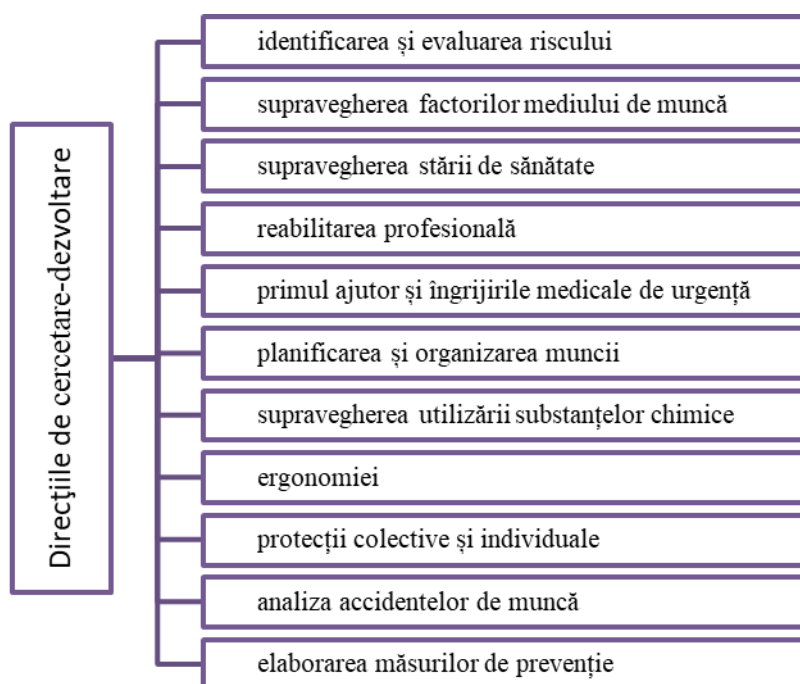 Direcţiile de cercetare-dezvoltare
identificarea și evaluarea riscului
supravegherea factorilor mediului de muncă
supravegherea stării de sănătate
reabilitarea profesională
primul ajutor și îngrijirile medicale de urgență
planificarea și organizarea muncii
supravegherea utilizării substanțelor chimice
ergonomiei
protecții colective și individuale
analiza accidentelor de muncă
elaborarea măsurilor de prevenție